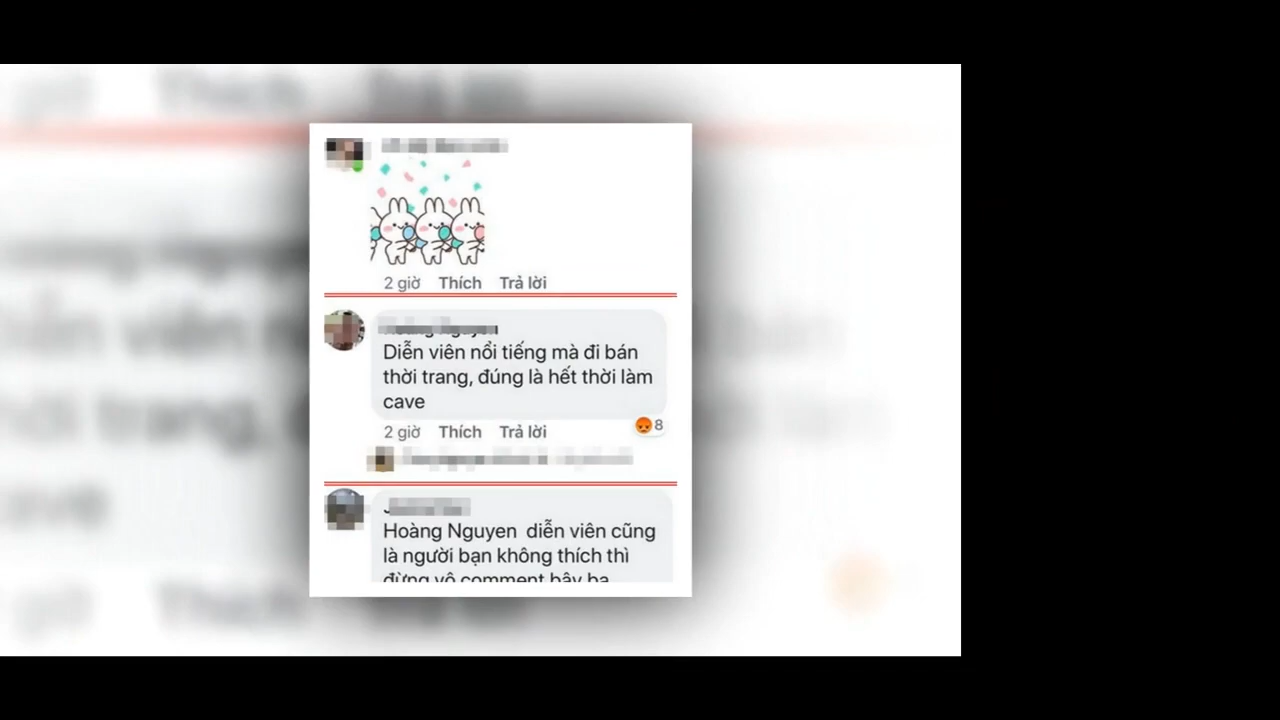 2 giờ Thích Trả lời
Diễn viên nổi tiếng mà đi bán
thời trang, đúng là hết thời làm
cave
8
2 giờ Thích Trả lời
Hoàng Nguyen diễn viên cũng
là người bạn không thích thì
đừng vô comment bậy bạ